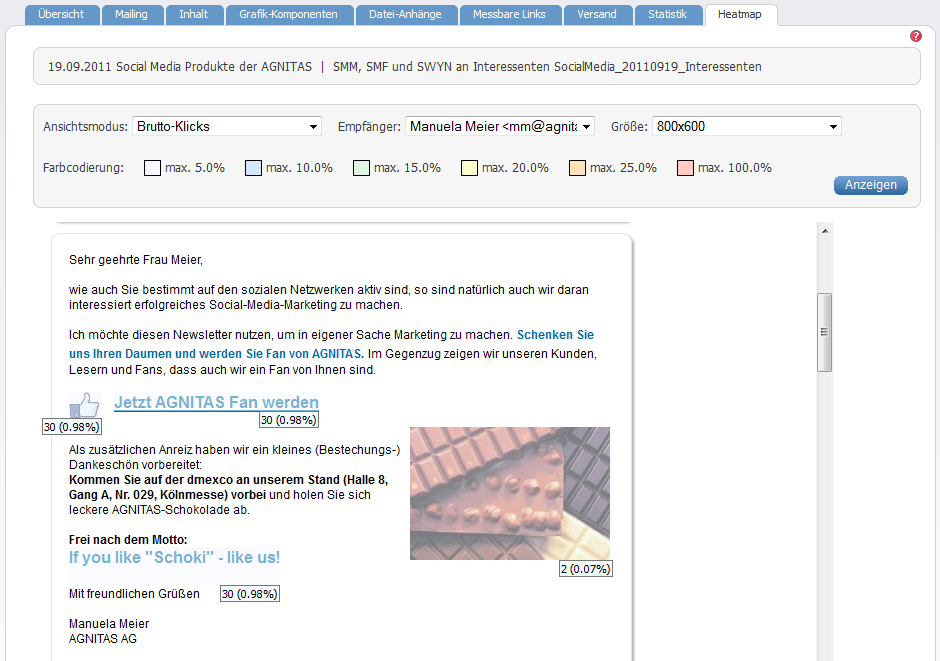 Übersicht Mailing Inhalt Grafik-Komponenten Datei-Anhänge Messbare Links Versand Statistik Heatmap
?
19.09.2011 Social Media Produkte der AGNITAS | SMM, SMF und SWYN an Interessenten SocialMedia_20110919_Interessenten
Ansichtsmodus: Brutto-Klicks Empfänger: Manuela Meier <mm@agnita Größe: 800x600
Farbcodierung: max. 5.0% max. 10.0% max. 15.0% max. 20.0% max. 25.0% max. 100.0%
Anzeigen
Sehr geehrte Frau Meier,
wie auch Sie bestimmt auf den sozialen Netzwerken aktiv sind, so sind natürlich auch wir daran
interessiert erfolgreiches Social-Media-Marketing zu machen.
Ich möchte diesen Newsletter nutzen, um in eigener Sache Marketing zu machen. Schenken Sie
uns Ihren Daumen und werden Sie Fan von AGNITAS. Im Gegenzug zeigen wir unseren Kunden,
Lesern und Fans, dass auch wir ein Fan von Ihnen sind.
Jetzt AGNITAS Fan werden
30 (0.98%) 30 (0.98%)
Als zusätzlichen Anreiz haben wir ein kleines (Bestechungs-)
Dankeschön vorbereitet:
Kommen Sie auf der dmexco an unserem Stand (Halle 8,
Gang A, Nr. 029, Kölnmesse) vorbei und holen Sie sich
leckere AGNITAS-Schokolade ab.
Frei nach dem Motto:
If you like "Schoki" - like us!
2 (0.07%)
Mit freundlichen Grüßen 30 (0.98%)
Manuela Meier
AGNITAS AG